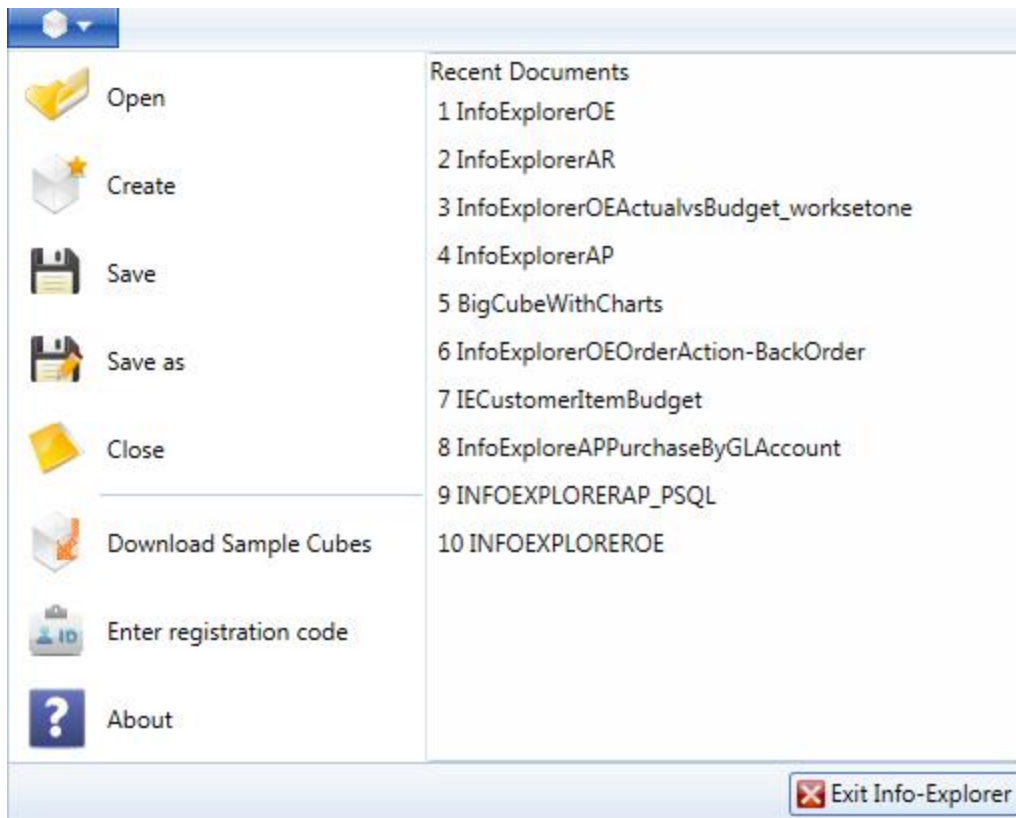 Open
Create
Save
Save as
Close
Download Sample Cubes
Enter registration code
ID
About
Recent Documents
1 InfoExplorerOE
2 InfoExplorerAR
3 InfoExplorerOEActualvsBudget_worksetone
4 InfoExplorerAP
5 BigCubeWithCharts
6 InfoExplorerOEOrderAction-BackOrder
7 IECustomerItemBudget
8 InfoExploreAPPurchaseByGLAccount
9 INFOEXPLORERAP_PSQL
10 INFOEXPLOREROE
Exit Info-Explorer